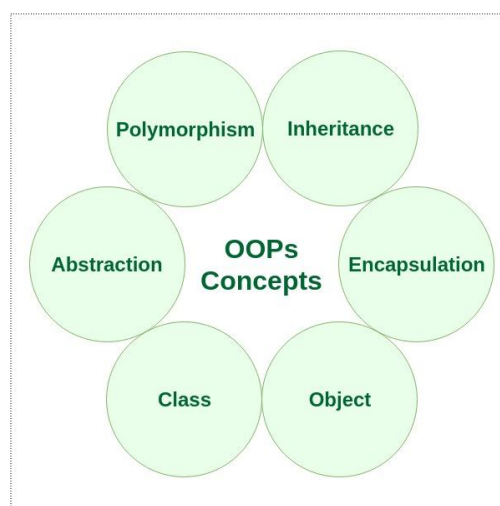 Polymorphism
Inheritance
Abstraction
OOPs
Concepts
Encapsulation
Class
Object